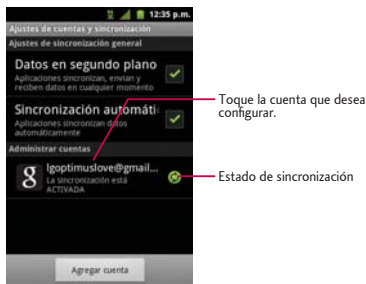 12:35 p.m.
Ajustes de cuentas y sincronización
Ajustes de sincronización general
Datos en segundo plano
Aplicaciones sincronizan, envían y
reciben datos en cualquier momento
Sincronización automáti
Aplicaciones sincronizan datos
automáticamente
Administrar cuentas
lgoptimuslove@gmail...
La sincronización está
ACTIVADA
Agregar cuenta
Toque la cuenta que desea
configurar.
Estado de sincronización